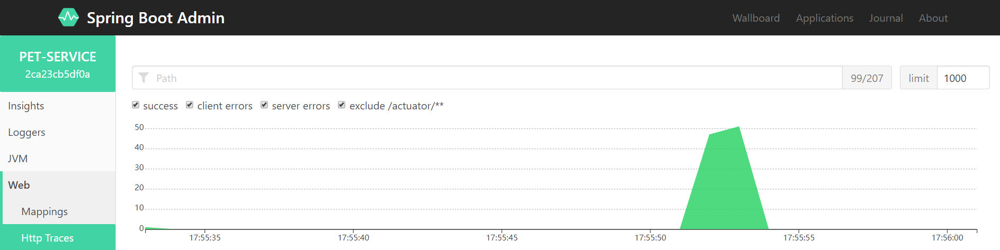 Spring Boot Admin
Wallboard Applications Journal About
PET-SERVICE
2ca23cb5df0a
Insights
Loggers
JVM
Web
Mappings
Http Traces
Path 99/207 limit 1000
success client errors server errors exclude /actuator/**
50
40
30
20
10
0
17:55:35 17:55:40 17:55:45 17:55:50 17:55:55 17:56:00